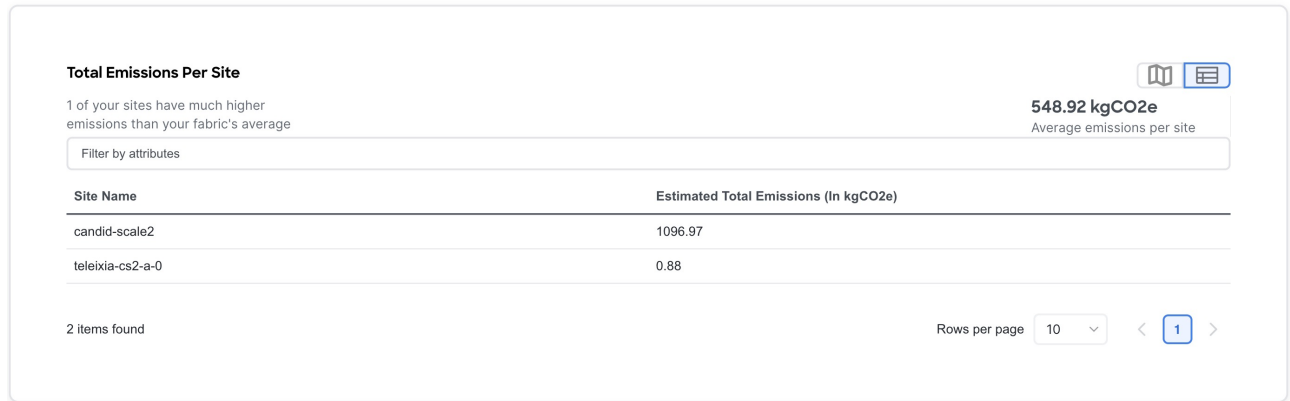 Total Emissions Per Site
1 of your sites have much higher
emissions than your fabric's average
548.92 kgCO2e
Average emissions per site
Filter by attributes
Site Name Estimated Total Emissions (In kgCO2e)
candid-scale2 1096.97
teleixia-cs2-a-0 0.88
2 items found Rows per page 10 1